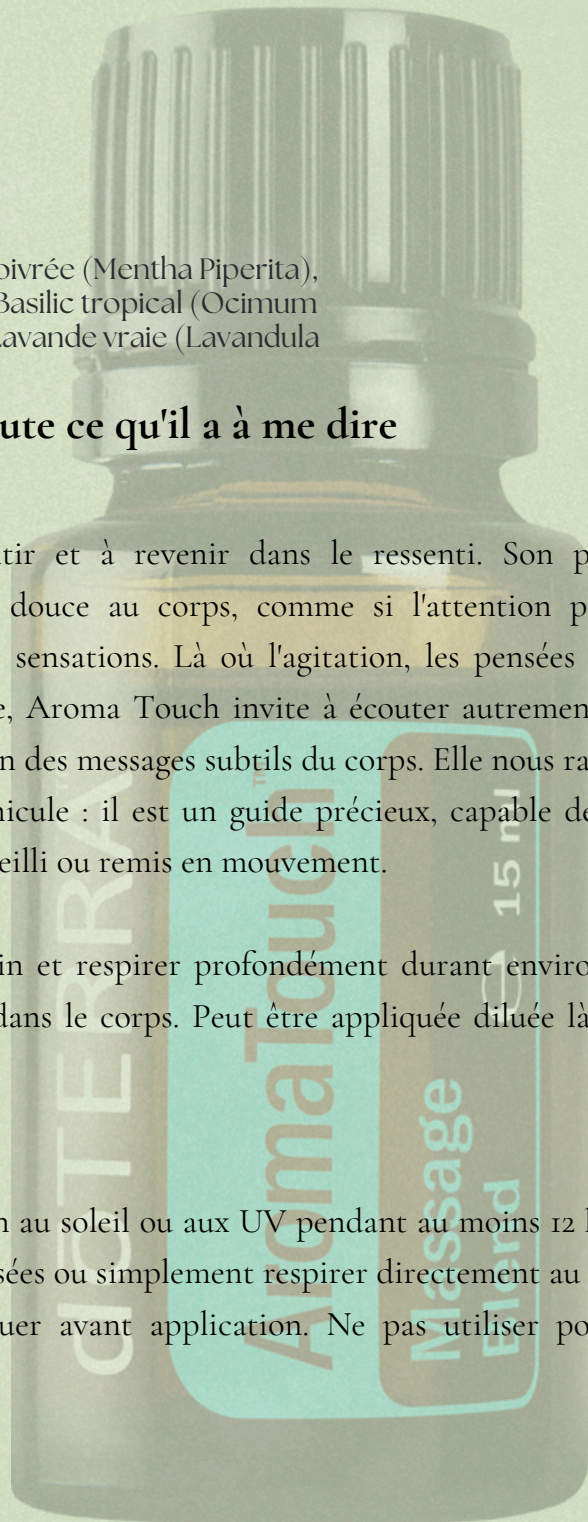 oivrée (Mentha Piperita),
Basilic tropical (Ocimum
avande vraie (Lavandula
ute ce qu'il a à me dire
tir et à revenir dans le ressenti. Son p
douce au corps, comme si l'attention p
sensations. Là où l'agitation, les pensées
e, Aroma Touch invite à écouter autremen
n des messages subtils du corps. Elle nous ra
nicule : il est un guide précieux, capable de
eilli ou remis en mouvement.
in et respirer profondément durant enviro
dans le corps. Peut être appliquée diluée là
n au soleil ou aux UV pendant au moins 12 h
sées ou simplement respirer directement au
uer avant application. Ne pas utiliser po
dōTERRA
AromaTouch™
Massage
Blend
e 15 ml